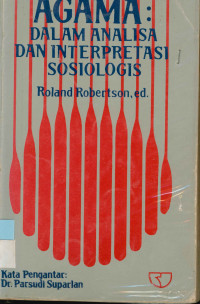 AGAMA:
DALAM ANALISA
DAN INTERPRETASI
SOSIOLOGIS
Roland Robertson, ed.
Kata Pengantar:
Dr. Parsudi Suparlan